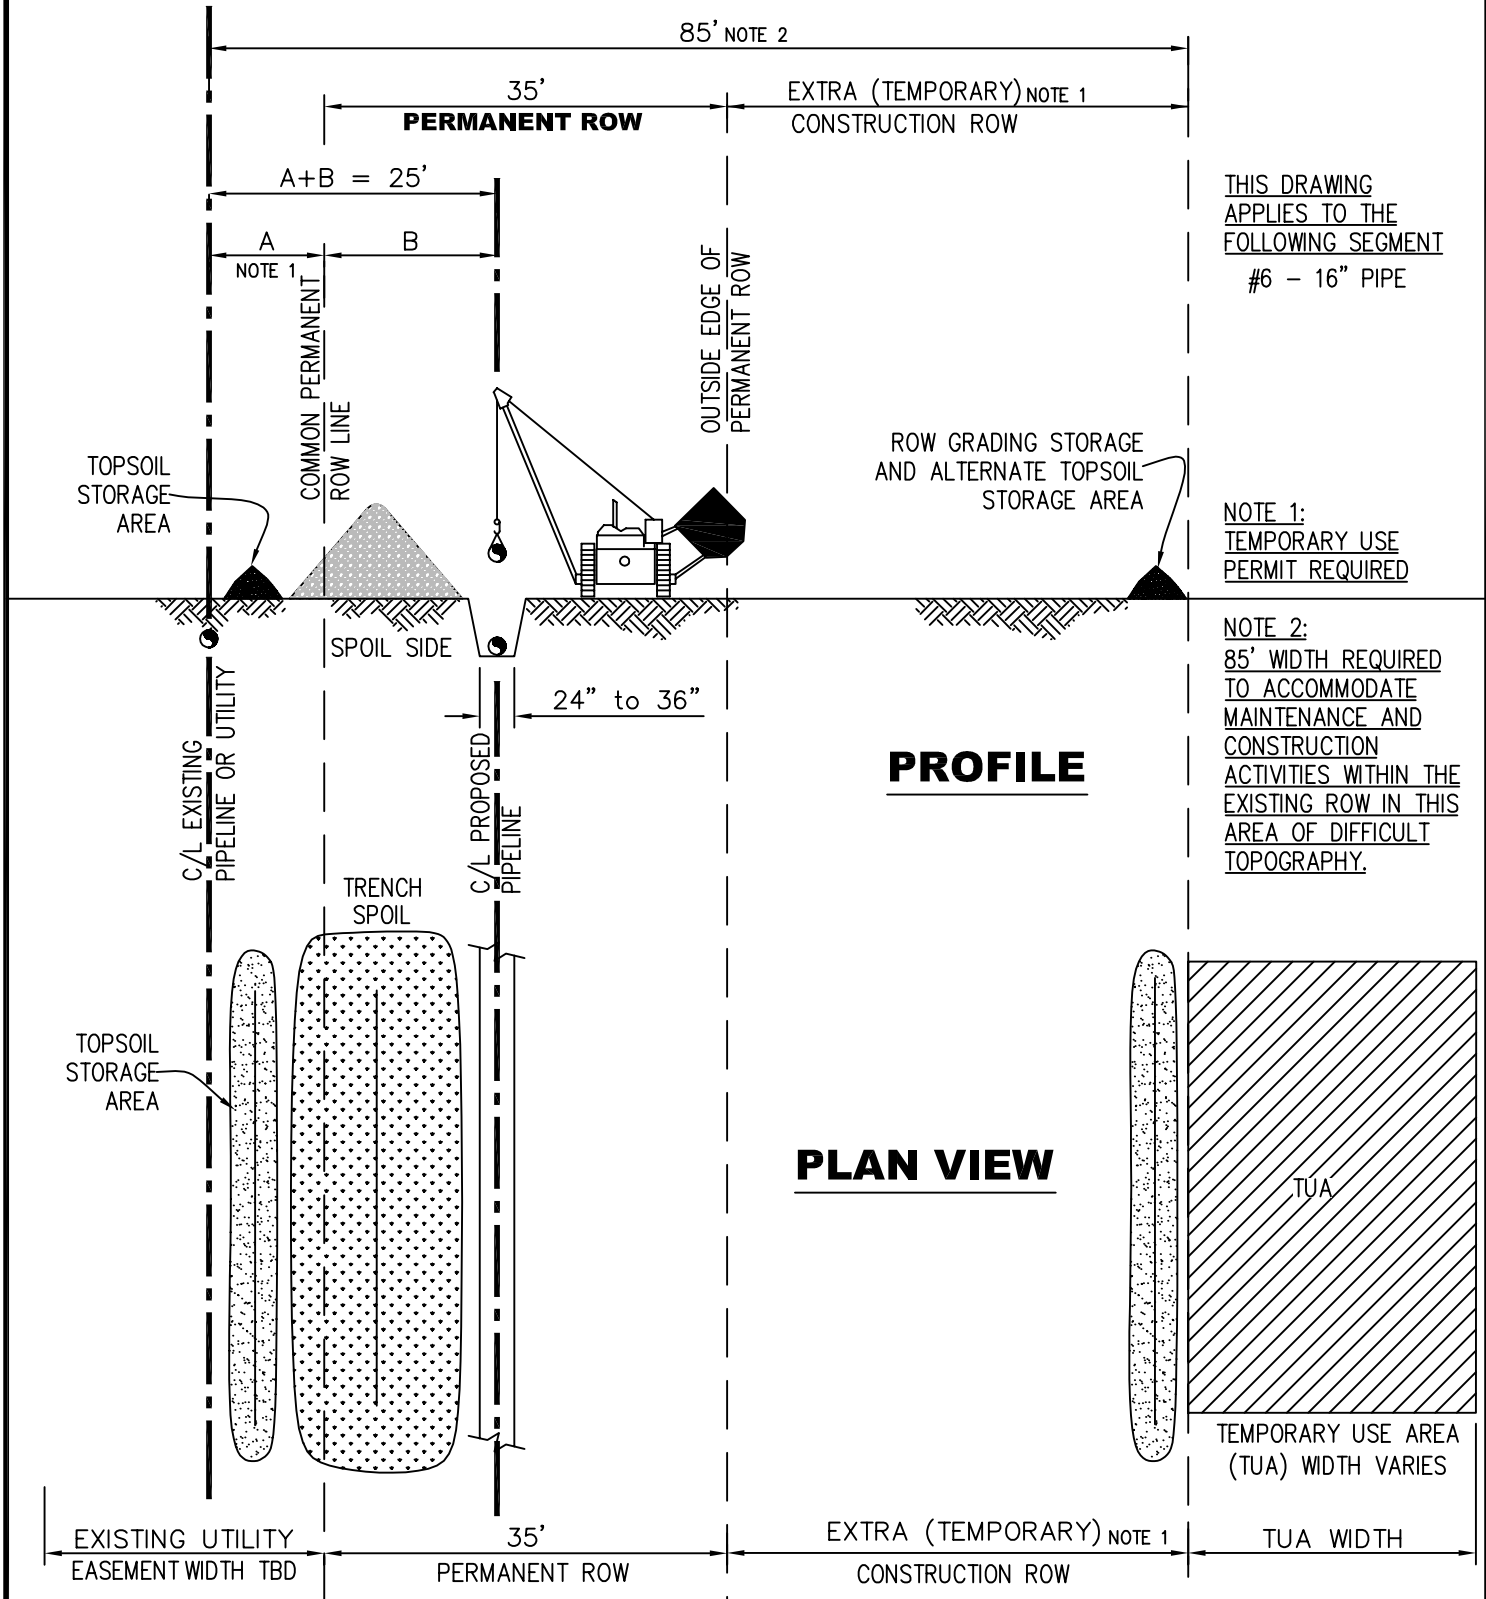 85' NOTE 2
35'
PERMANENT ROW
EXTRA (TEMPORARY) NOTE 1
CONSTRUCTION ROW
A+B = 25'
A
NOTE 1
B
COMMON PERMANENT
ROW LINE
OUTSIDE EDGE OF
PERMANENT ROW
THIS DRAWING
APPLIES TO THE
FOLLOWING SEGMENT
#6 – 16" PIPE
TOPSOIL
STORAGE
AREA
ROW GRADING STORAGE
AND ALTERNATE TOPSOIL
STORAGE AREA
NOTE 1:
TEMPORARY USE
PERMIT REQUIRED
SPOIL SIDE
NOTE 2:
85' WIDTH REQUIRED
TO ACCOMMODATE
MAINTENANCE AND
CONSTRUCTION
ACTIVITIES WITHIN THE
EXISTING ROW IN THIS
AREA OF DIFFICULT
TOPOGRAPHY.
24" to 36"
C/L EXISTING
PIPELINE OR UTILITY
C/L PROPOSED
PIPELINE
PROFILE
TRENCH
SPOIL
TOPSOIL
STORAGE
AREA
PLAN VIEW
TUA
TEMPORARY USE AREA
(TUA) WIDTH VARIES
EXISTING UTILITY
EASEMENT WIDTH TBD
35'
PERMANENT ROW
EXTRA (TEMPORARY) NOTE 1
CONSTRUCTION ROW
TUA WIDTH